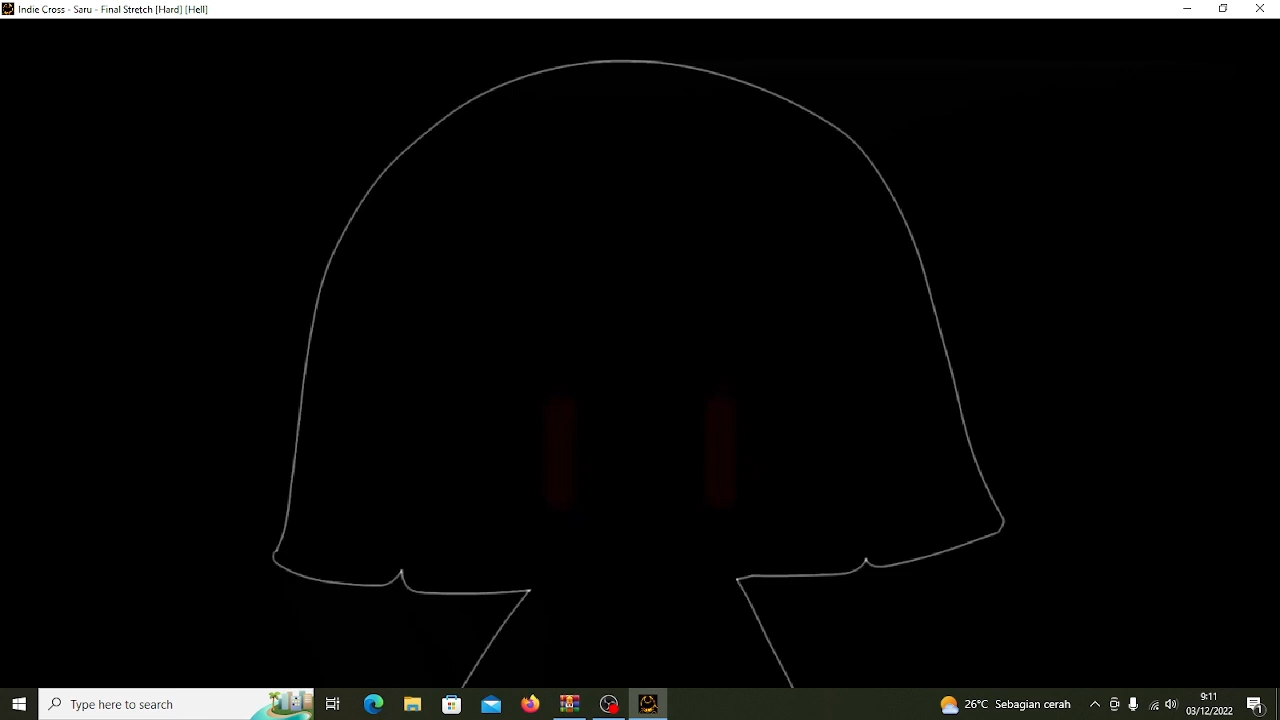 Indie Cross - Saru - Final Stretch [Hard] [Hell]
Type here to search
26°C Sebagian cerah
9:11
03/12/2022
1